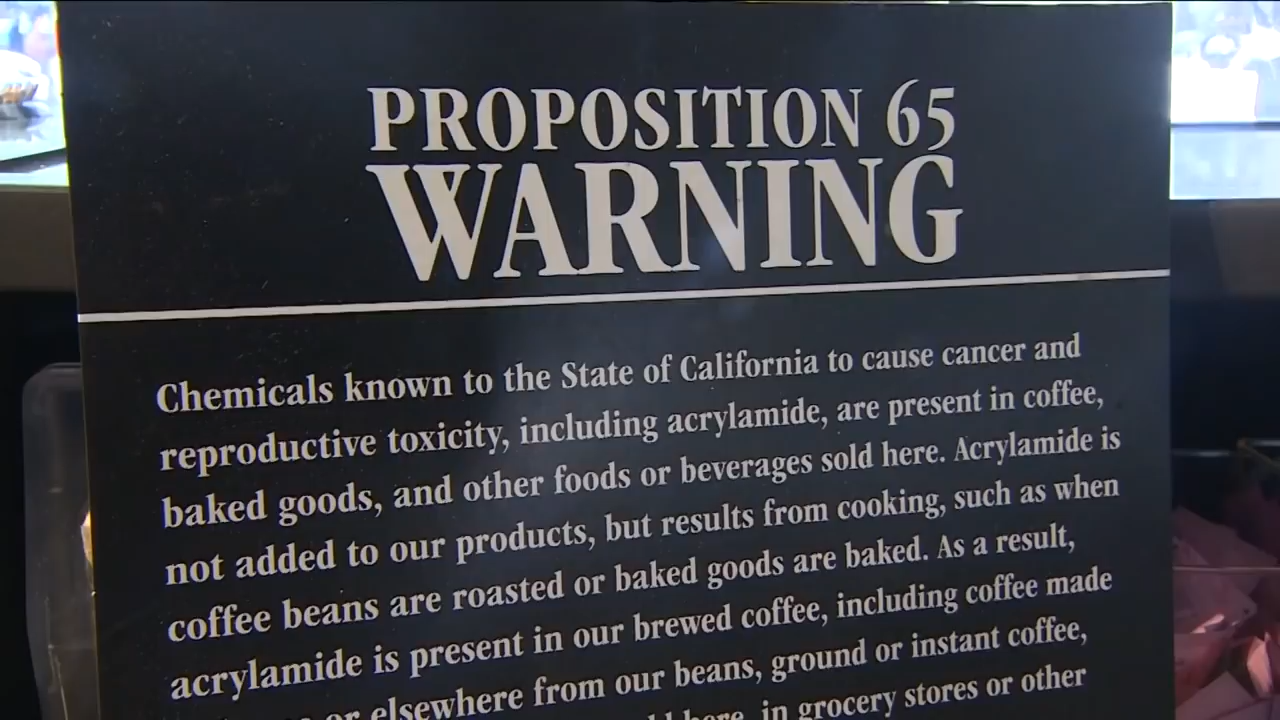 PROPOSITION 65
WARNING
Chemicals known to the State of California to cause cancer and
reproductive toxicity, including acrylamide, are present in coffee,
baked goods, and other foods or beverages sold here. Acrylamide is
not added to our products, but results from cooking, such as when
coffee beans are roasted or baked goods are baked. As a result,
acrylamide is present in our brewed coffee, including coffee made
or elsewhere from our beans, ground or instant coffee,
here, in grocery stores or other